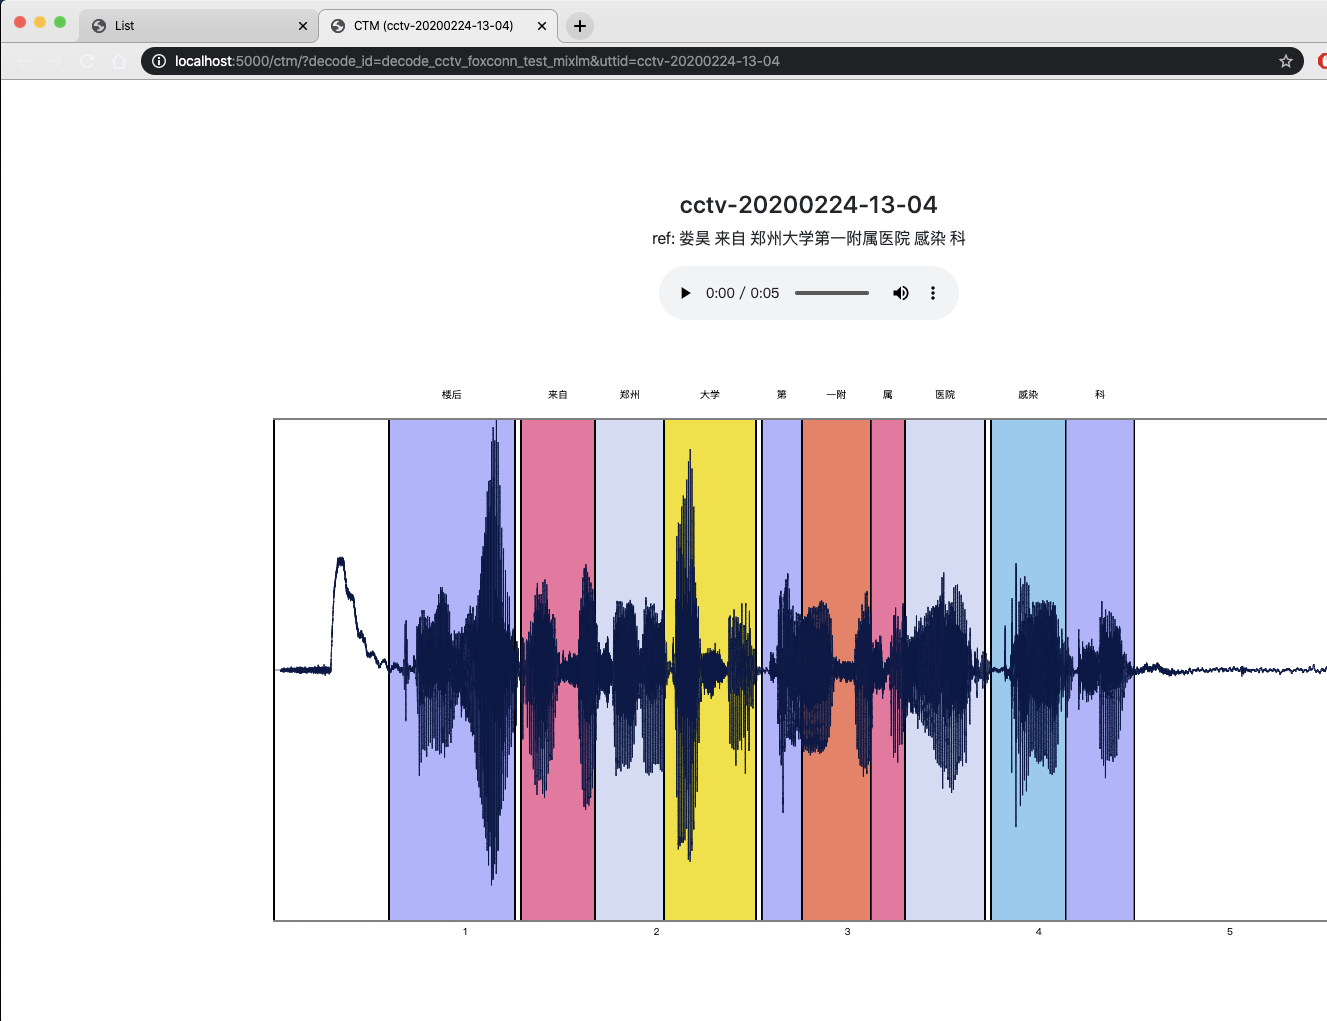 List
CTM (cctv-20200224-13-04)
localhost:5000/ctm/?decode_id=decode_cctv_foxconn_test_mixlm&uttid=cctv-20200224-13-04
cctv-20200224-13-04
ref: 娄昊 来自 郑州大学第一附属医院 感染 科
0:00 / 0:05
楼后 来自 郑州 大学 第 一附 属 医院 感染 科
1 2 3 4 5